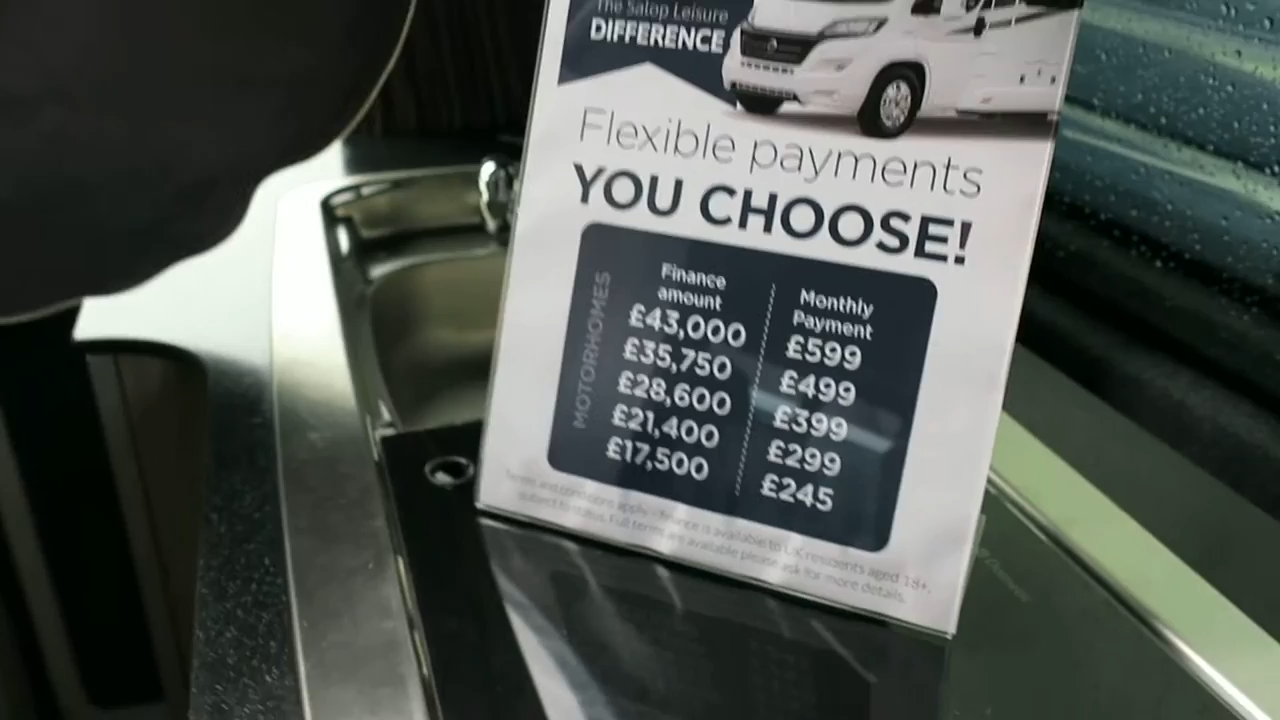 The Salop Leisure
DIFFERENCE
Flexible payments
YOU CHOOSE!
MOTORHOMES
Finance
amount
£43,000
£35,750
£28,600
£21,400
£17,500
Monthly
Payment
£599
£499
£399
£299
£245
Terms and conditions apply - finance is available to UK residents aged 18+,
subject to status. Full terms are available please ask for more details.